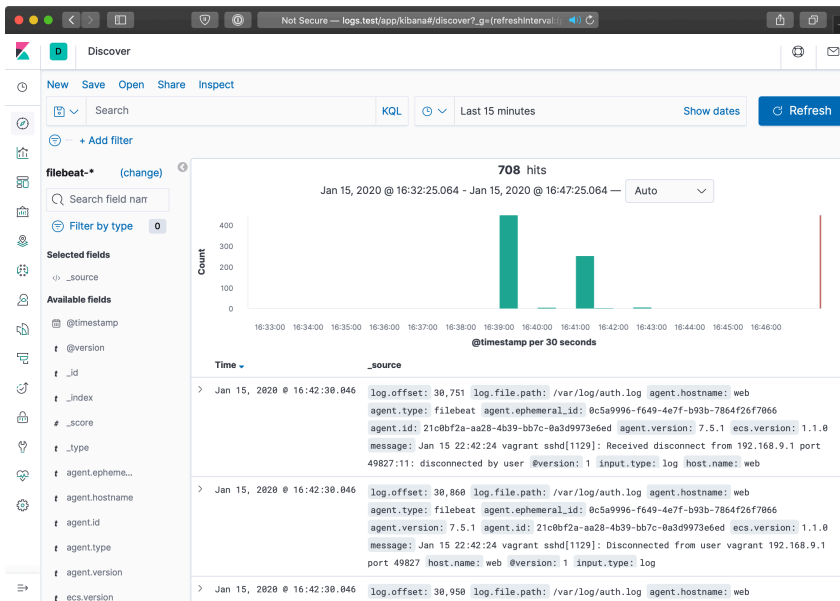 Not Secure — logs.test/app/kibana#/discover?_g=(refreshInterval:(
D Discover
New Save Open Share Inspect
Search KQL Last 15 minutes Show dates Refresh
+ Add filter
filebeat-* (change)
Search field nam
Filter by type 0
Selected fields
</> _source
Available fields
@timestamp
t @version
t _id
t _index
# _score
t _type
t agent.epheme...
t agent.hostname
t agent.id
t agent.type
t agent.version
t ecs.version
708 hits
Jan 15, 2020 @ 16:32:25.064 - Jan 15, 2020 @ 16:47:25.064 — Auto
Count
400
300
200
100
0
16:33:00 16:34:00 16:35:00 16:36:00 16:37:00 16:38:00 16:39:00 16:40:00 16:41:00 16:42:00 16:43:00 16:44:00 16:45:00 16:46:00
@timestamp per 30 seconds
Time _source
Jan 15, 2020 @ 16:42:30.046 log.offset: 30,751 log.file.path: /var/log/auth.log agent.hostname: web
agent.type: filebeat agent.ephemeral_id: 0c5a9996-f649-4e7f-b93b-7864f26f7066
agent.id: 21c0bf2a-aa28-4b39-bb7c-0a3d9973e6ed agent.version: 7.5.1 ecs.version: 1.1.0
message: Jan 15 22:42:24 vagrant sshd[1129]: Received disconnect from 192.168.9.1 port
49827:11: disconnected by user @version: 1 input.type: log host.name: web
Jan 15, 2020 @ 16:42:30.046 log.offset: 30,860 log.file.path: /var/log/auth.log agent.hostname: web
agent.type: filebeat agent.ephemeral_id: 0c5a9996-f649-4e7f-b93b-7864f26f7066
agent.version: 7.5.1 agent.id: 21c0bf2a-aa28-4b39-bb7c-0a3d9973e6ed ecs.version: 1.1.0
message: Jan 15 22:42:24 vagrant sshd[1129]: Disconnected from user vagrant 192.168.9.1
port 49827 host.name: web @version: 1 input.type: log
Jan 15, 2020 @ 16:42:30.046 log.offset: 30,950 log.file.path: /var/log/auth.log agent.hostname: web